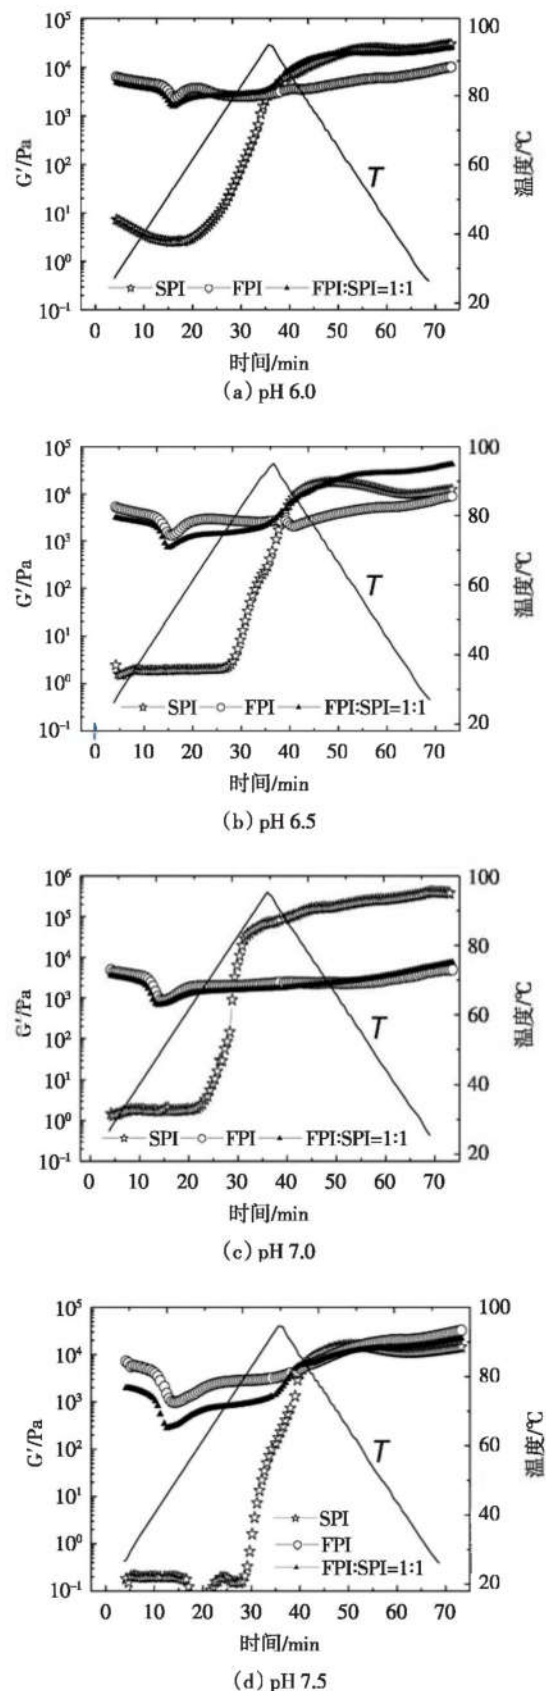 10⁵
10⁴
10³
10²
10¹
10⁰
10⁻¹
G′/Pa
100
80
60
40
20
温度/℃
T
SPI FPI FPI:SPI=1:1
0 10 20 30 40 50 60 70
时间/min
(a) pH 6.0
10⁵
10⁴
10³
10²
10¹
10⁰
10⁻¹
G′/Pa
100
80
60
40
20
温度/℃
T
SPI FPI FPI:SPI=1:1
0 10 20 30 40 50 60 70
时间/min
(b) pH 6.5
10⁶
10⁵
10⁴
10³
10²
10¹
10⁰
10⁻¹
G′/Pa
100
80
60
40
20
温度/℃
T
SPI FPI FPI:SPI=1:1
0 10 20 30 40 50 60 70
时间/min
(c) pH 7.0
10⁵
10⁴
10³
10²
10¹
10⁰
10⁻¹
G′/Pa
100
80
60
40
20
温度/℃
T
SPI
FPI
FPI:SPI=1:1
0 10 20 30 40 50 60 70
时间/min
(d) pH 7.5